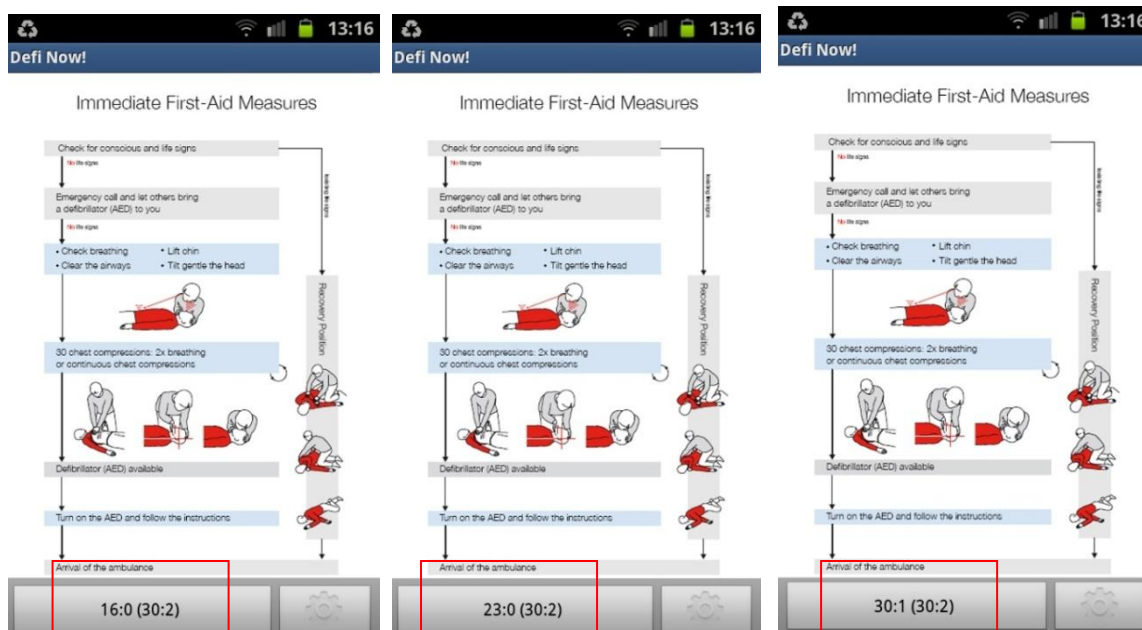 13:16
Defi Now!
Immediate First-Aid Measures
Check for conscious and life signs
No life signs
Emergency call and let others bring
a defibrillator (AED) to you
No life signs
• Check breathing • Lift chin
• Clear the airways • Tilt gentle the head
Recovery Position
30 chest compressions: 2x breathing
or continuous chest compressions
Defibrillator (AED) available
Turn on the AED and follow the instructions
Arrival of the ambulance
16:0 (30:2)
13:16
Defi Now!
Immediate First-Aid Measures
Check for conscious and life signs
No life signs
Emergency call and let others bring
a defibrillator (AED) to you
No life signs
• Check breathing • Lift chin
• Clear the airways • Tilt gentle the head
Recovery Position
30 chest compressions: 2x breathing
or continuous chest compressions
Defibrillator (AED) available
Turn on the AED and follow the instructions
Arrival of the ambulance
23:0 (30:2)
13:16
Defi Now!
Immediate First-Aid Measures
Check for conscious and life signs
No life signs
Emergency call and let others bring
a defibrillator (AED) to you
No life signs
• Check breathing • Lift chin
• Clear the airways • Tilt gentle the head
Recovery Position
30 chest compressions: 2x breathing
or continuous chest compressions
Defibrillator (AED) available
Turn on the AED and follow the instructions
Arrival of the ambulance
30:1 (30:2)